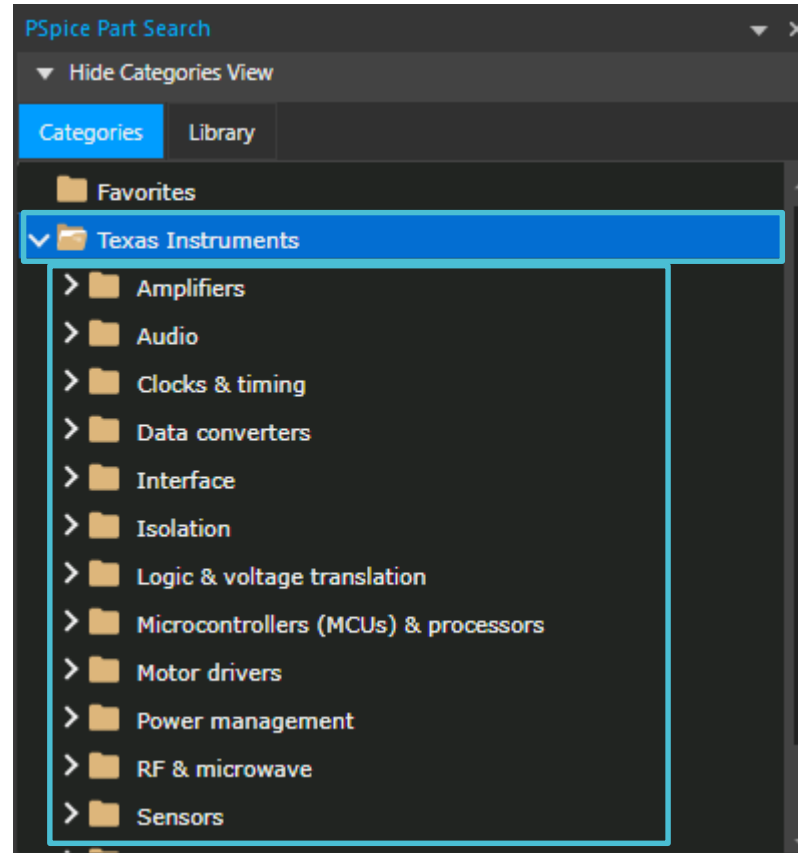 PSpice Part Search
Hide Categories View
Categories Library
Favorites
Texas Instruments
Amplifiers
Audio
Clocks & timing
Data converters
Interface
Isolation
Logic & voltage translation
Microcontrollers (MCUs) & processors
Motor drivers
Power management
RF & microwave
Sensors